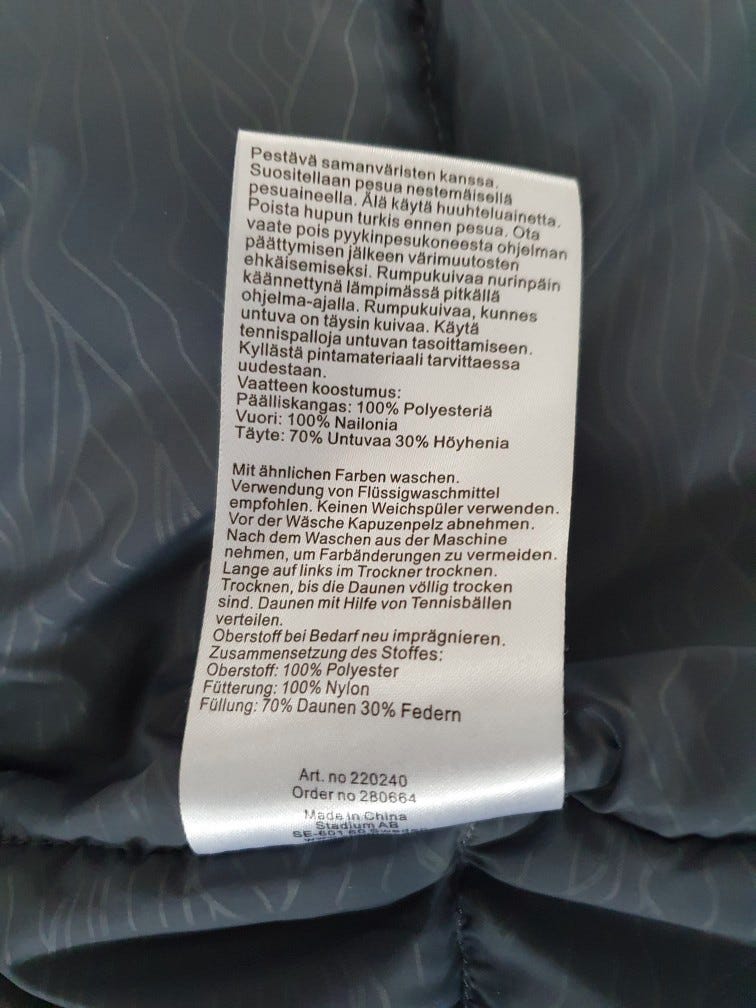 Pestävä samanväristen kanssa.
Suositellaan pesua nestemäisellä
pesuaineella. Älä käytä huuhteluainetta.
Poista hupun turkis ennen pesua. Ota
vaate pois pyykinpesukoneesta ohjelman
päättymisen jälkeen värimuutosten
ehkäisemiseksi. Rumpukuivaa nurinpäin
käännettynä lämpimässä pitkällä
ohjelma-ajalla. Rumpukuivaa, kunnes
untuva on täysin kuivaa. Käytä
tennispalloja untuvan tasoittamiseen.
Kyllästä pintamateriaali tarvittaessa
uudestaan.
Vaatteen koostumus:
Päälliskangas: 100% Polyesteriä
Vuori: 100% Nailonia
Täyte: 70% Untuvaa 30% Höyhenia
Mit ähnlichen Farben waschen.
Verwendung von Flüssigwaschmittel
empfohlen. Keinen Weichspüler verwenden.
Vor der Wäsche Kapuzenpelz abnehmen.
Nach dem Waschen aus der Maschine
nehmen, um Farbänderungen zu vermeiden.
Lange auf links im Trockner trocknen.
Trocknen, bis die Daunen völlig trocken
sind. Daunen mit Hilfe von Tennisbällen
verteilen.
Oberstoff bei Bedarf neu imprägnieren.
Zusammensetzung des Stoffes:
Oberstoff: 100% Polyester
Fütterung: 100% Nylon
Füllung: 70% Daunen 30% Federn
Art. no 220240
Order no 280664
Made in China
Stadium AB
SE-601 60 Sweden